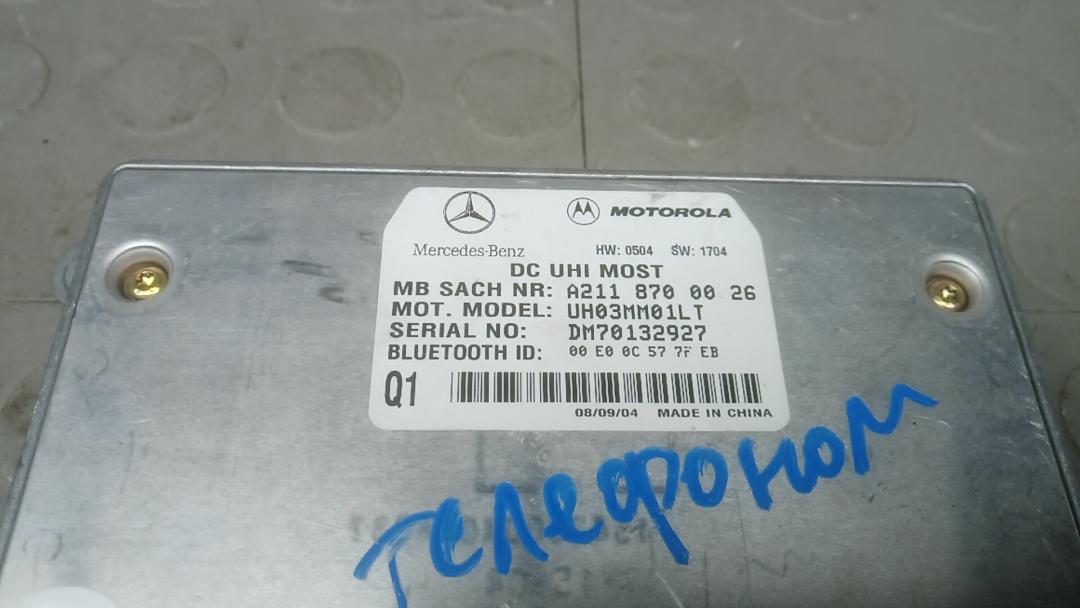 MOTOROLA
Mercedes-Benz HW: 0504 SW: 1704
DC UHI MOST
MB SACH NR: A211 870 00 26
MOT. MODEL: UH03MM01LT
SERIAL NO: DM70132927
BLUETOOTH ID: 00 E0 0C 57 7F EB
Q1
08/09/04 MADE IN CHINA
телефоном